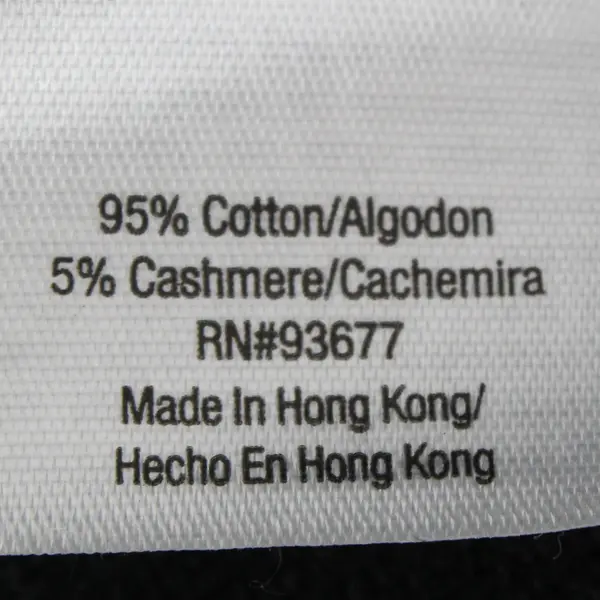 95% Cotton/Algodon
5% Cashmere/Cachemira
RN#93677
Made In Hong Kong/
Hecho En Hong Kong